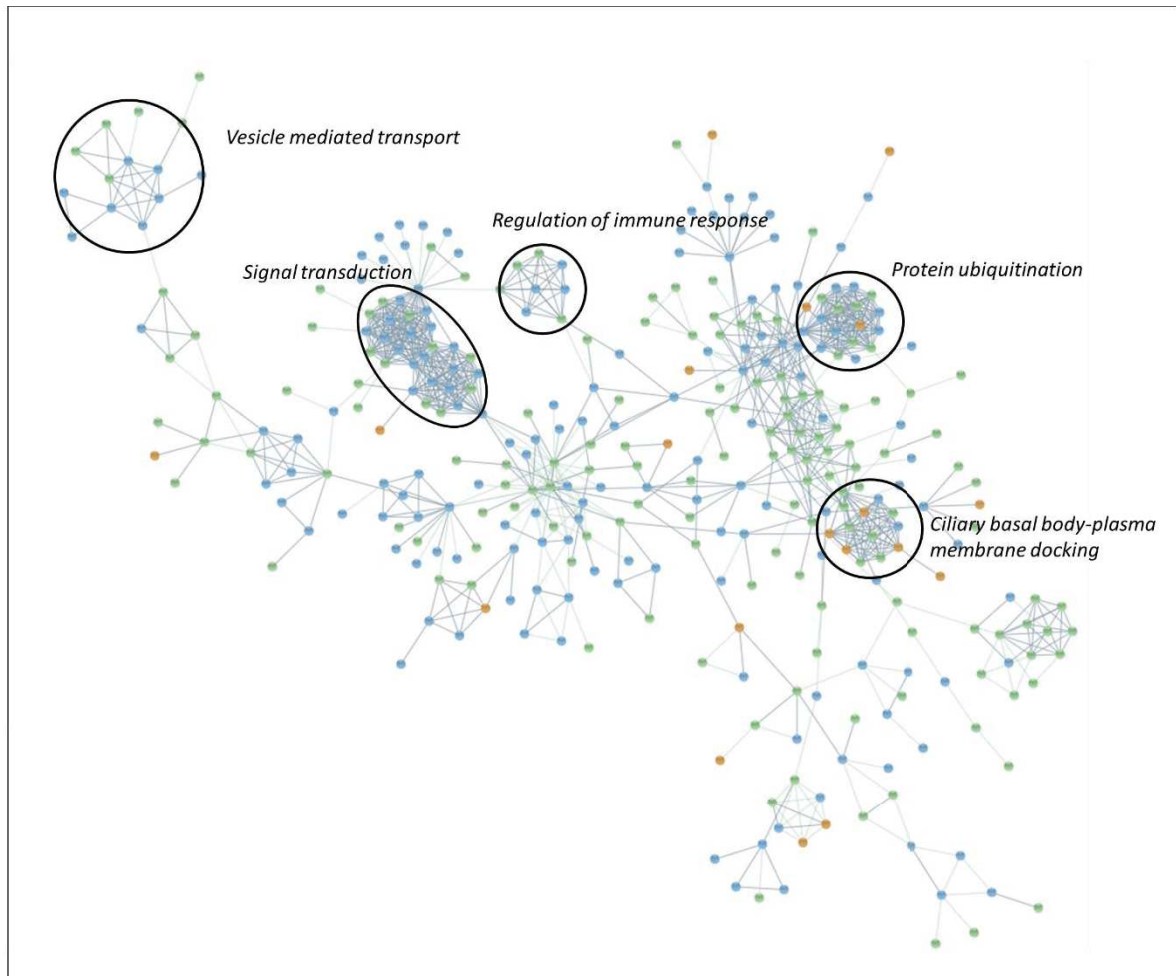 Vesicle mediated transport
Regulation of immune response
Signal transduction
Protein ubiquitination
Ciliary basal body-plasma
membrane docking